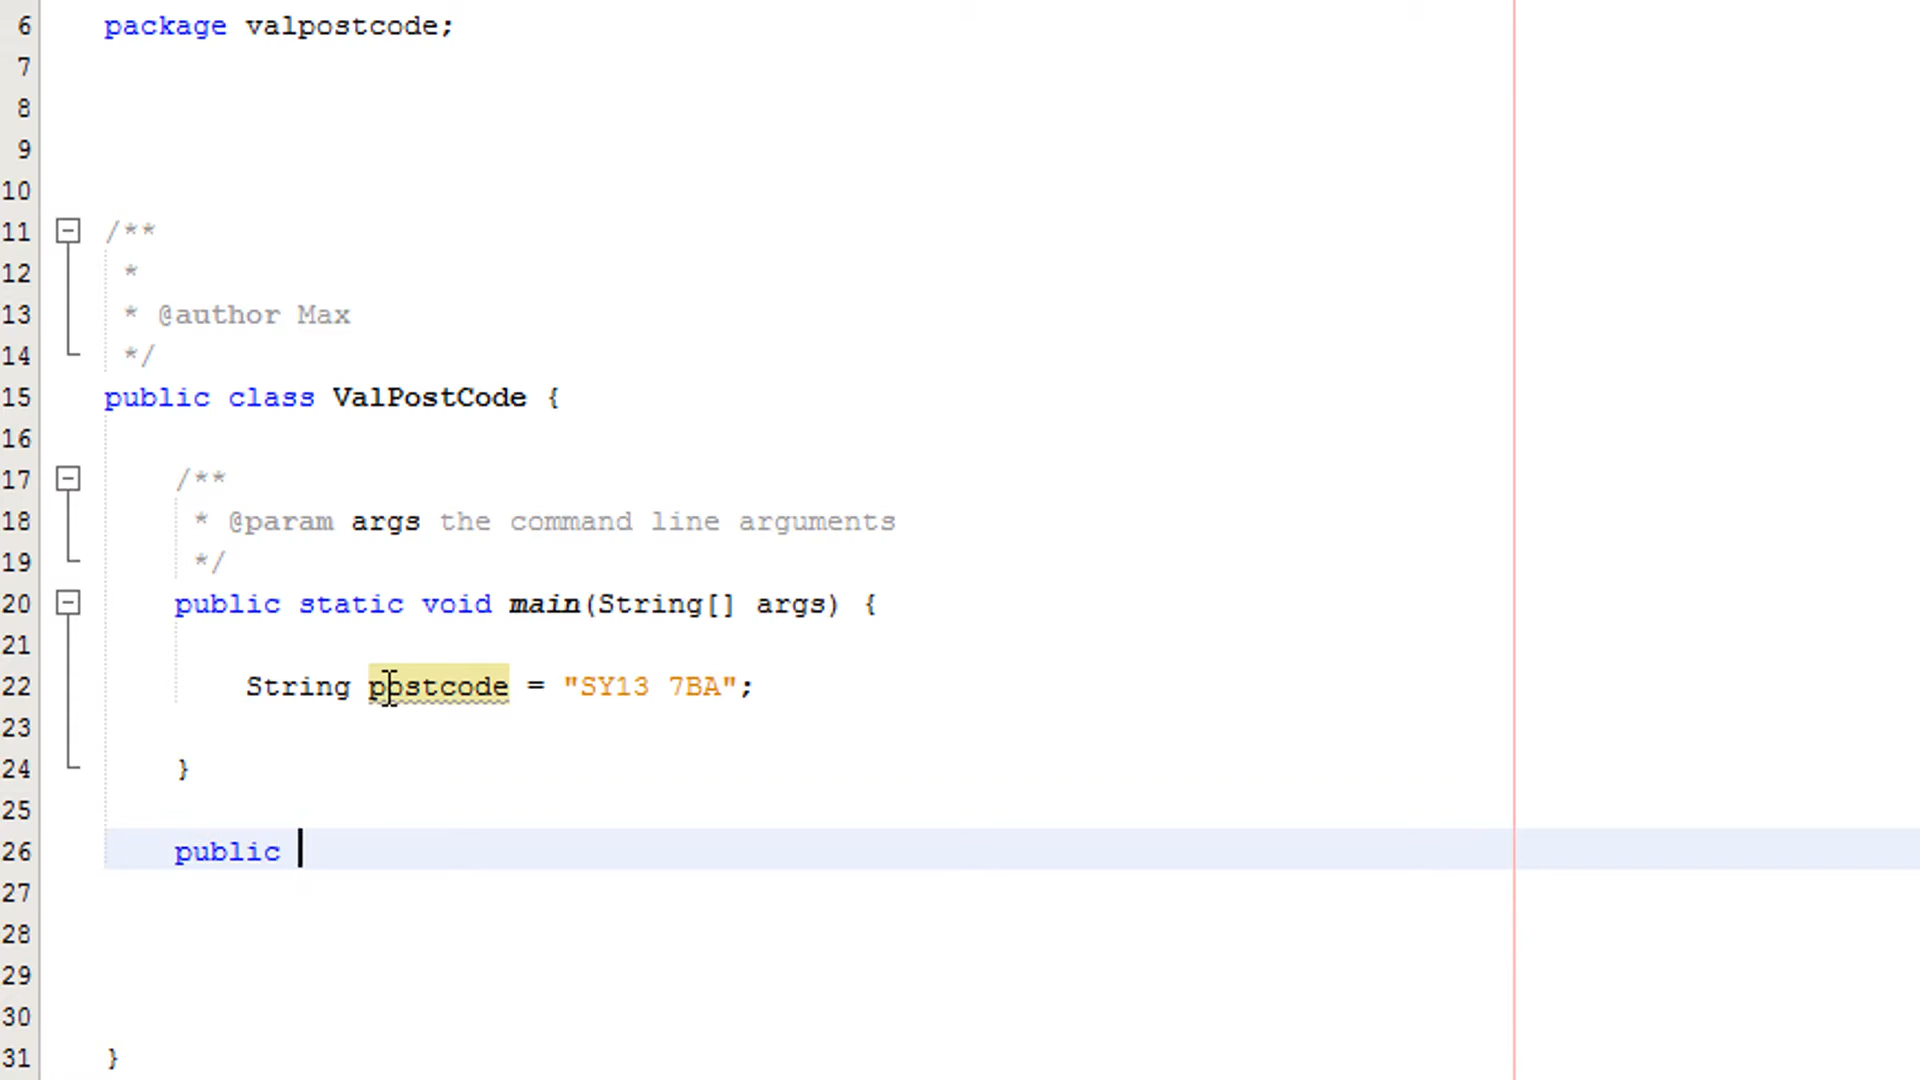 6 package valpostcode;
7
8
9
10
11 /**
12 *
13 * @author Max
14 */
15 public class ValPostCode {
16
17 /**
18 * @param args the command line arguments
19 */
20 public static void main(String[] args) {
21
22 String postcode = "SY13 7BA";
23
24 }
25
26 public
27
28
29
30
31 }